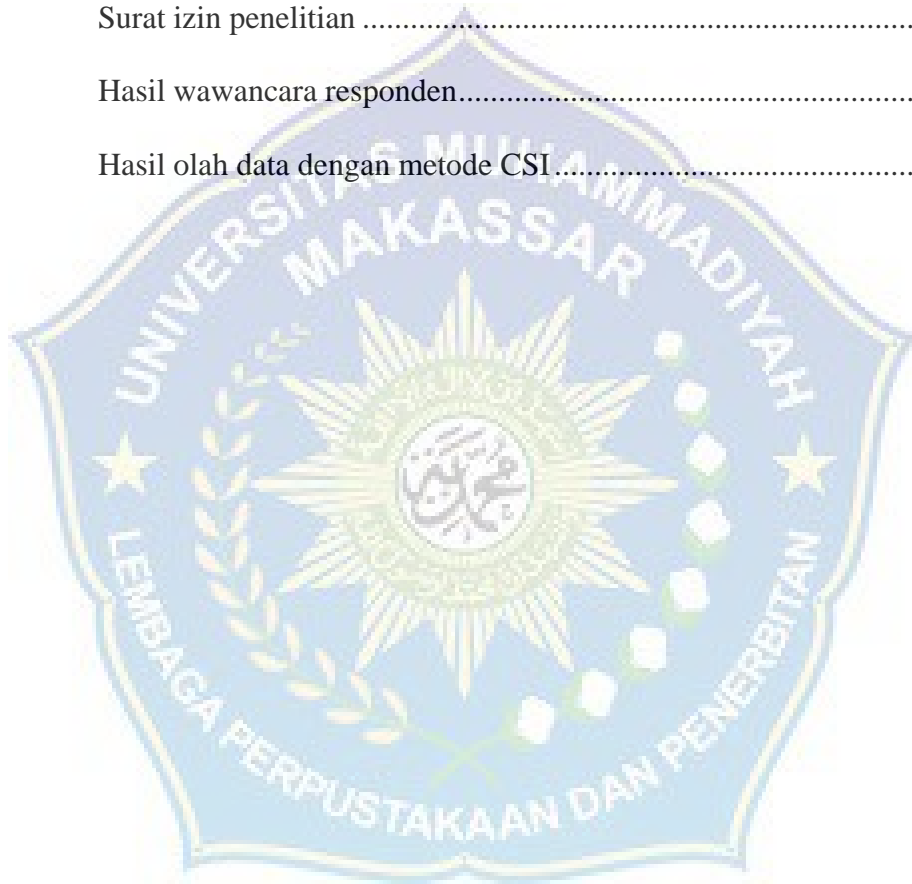 Surat izin penelitian ....................................................................
Hasil wawancara responden........................................................
Hasil olah data dengan metode CSI............................................
UNIVERSITAS MUHAMMADIYAH
MAKASSAR
LEMBAGA PERPUSTAKAAN DAN PENERBITAN